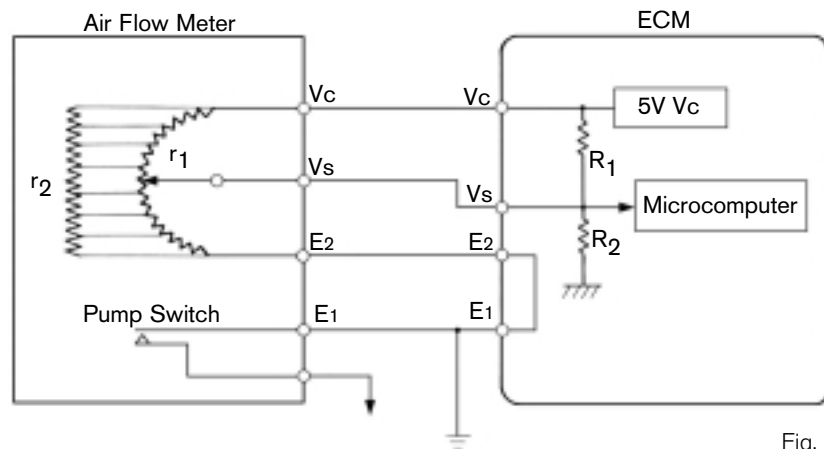 Air Flow Meter
ECM
Vc
Vc
5V Vc
r1
R1
Vs
r2
Vs
Microcomputer
R2
E2
E2
Pump Switch
E1
E1
Fig.